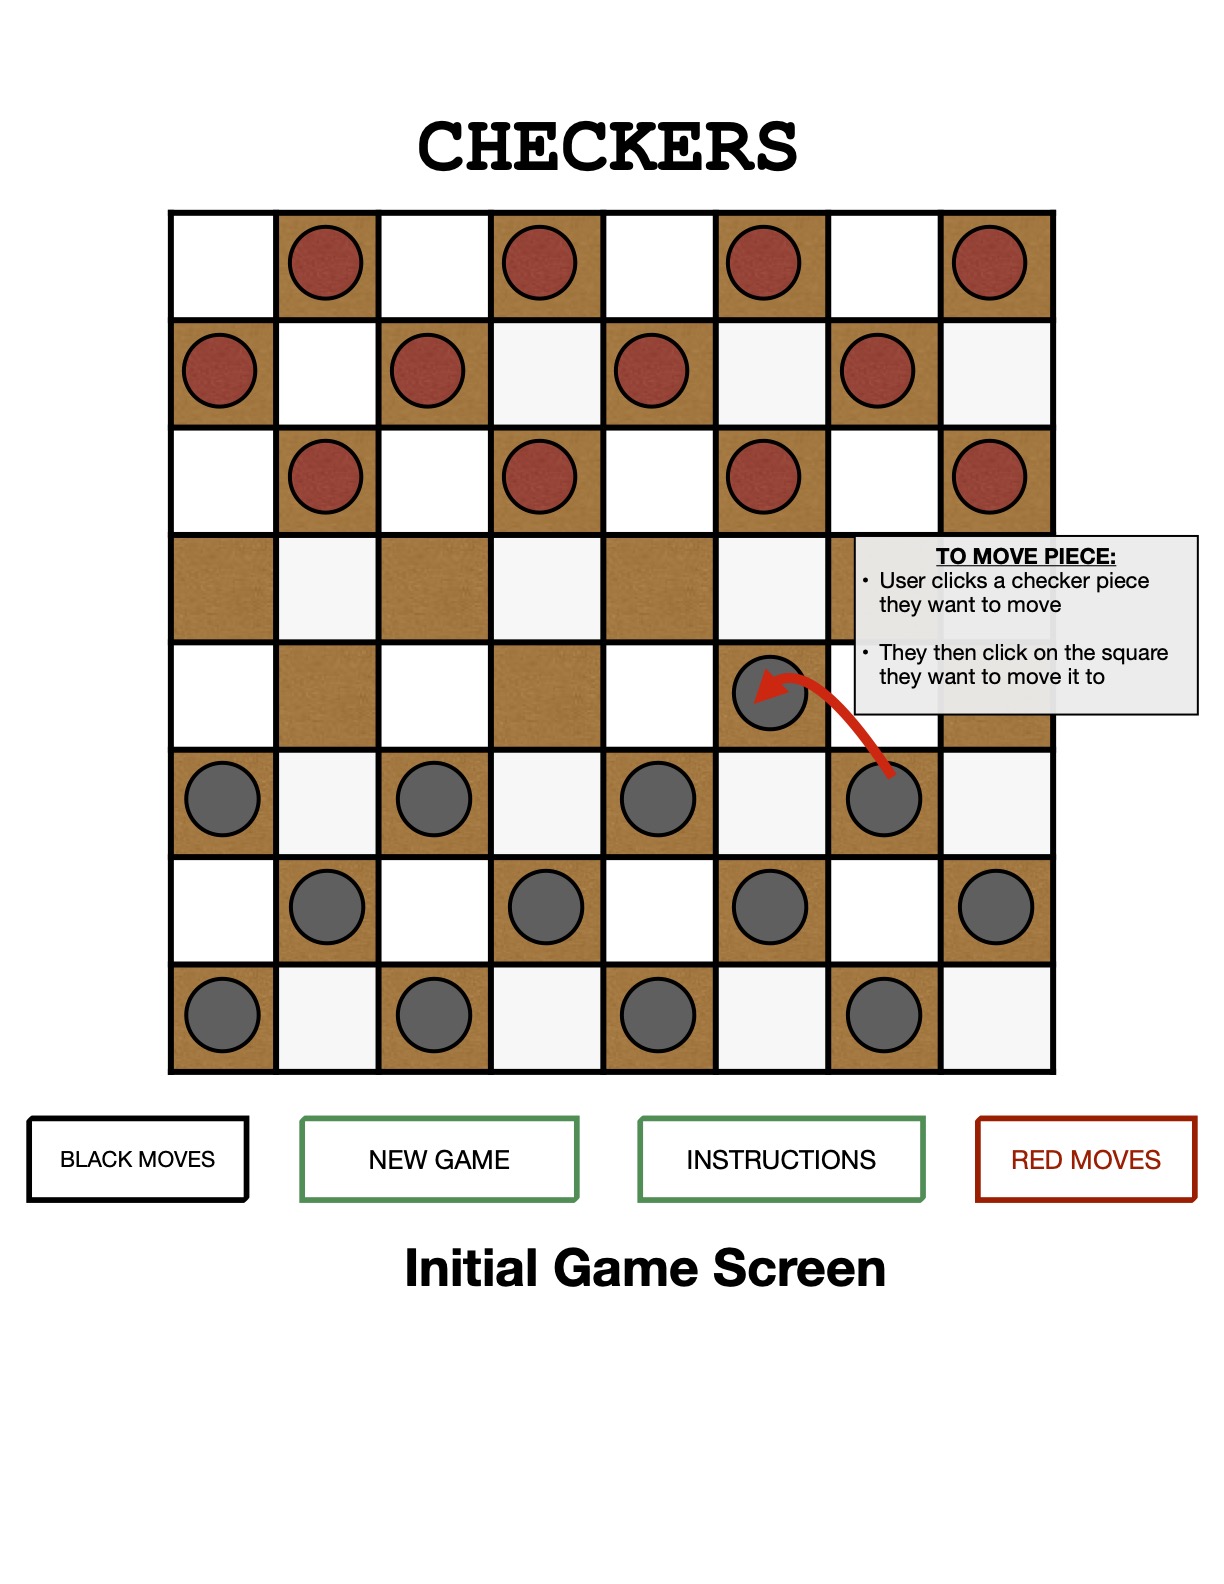 CHECKERS
TO MOVE PIECE:
• User clicks a checker piece
they want to move
• They then click on the square
they want to move it to
BLACK MOVES
NEW GAME
INSTRUCTIONS
RED MOVES
Initial Game Screen